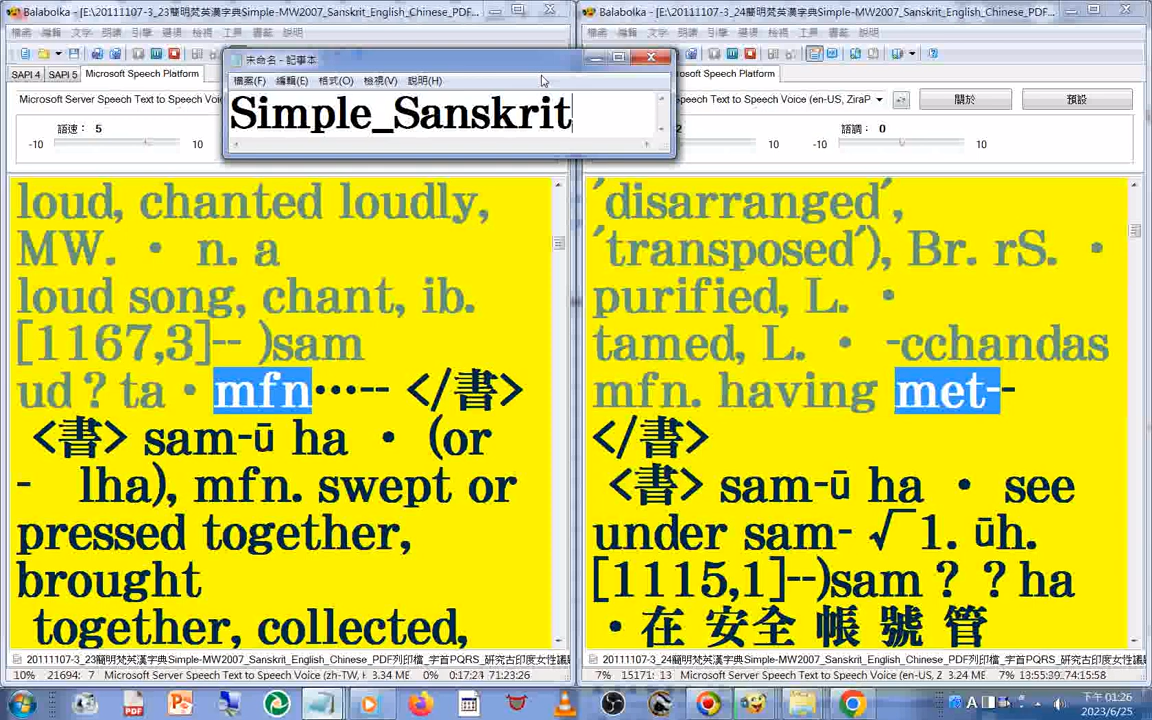 Balabolka - [E:\20111107-3_23簡明梵英漢字典Simple-MW2007_Sanskrit_English_Chinese_PDF...
Balabolka - [E:\20111107-3_24簡明梵英漢字典Simple-MW2007_Sanskrit_English_Chinese_PDF...
未命名 - 記事本
檔案(F) 編輯(E) 格式(O) 檢視(V) 說明(H)
Simple_Sanskrit
SAPI 4 SAPI 5 Microsoft Speech Platform
Microsoft Server Speech Text to Speech Voi
語速： 5
-10 10
Speech Platform
Speech Text to Speech Voice (en-US, ZiraP
關於 預設
2 語調： 0
10 -10 10
loud, chanted loudly,
MW. • n. a
loud song, chant, ib.
[1167,3]-- )sam
ud？ta • mfn…-- </書>
<書> sam-ū ha • (or
- lha), mfn. swept or
pressed together,
brought
together, collected,
'disarranged',
'transposed'), Br. rS. •
purified, L. •
tamed, L. • -cchandas
mfn. having met--
</書>
<書> sam-ū ha • see
under sam- √1. ūh.
[1115,1]--)sam？？ha
•在 安全 帳 號 管
20111107-3_23簡明梵英漢字典Simple-MW2007_Sanskrit_English_Chinese_PDF列印檔_字首PQRS_研究古印度女性議
10% 21694: 7 Microsoft Server Speech Text to Speech Voice (zh-TW, H 3.34 ME 0% 0:17:23 71:23:26
20111107-3_24簡明梵英漢字典Simple-MW2007_Sanskrit_English_Chinese_PDF列印檔_字首PQRS_研究古印度女性議
7% 15171: 13 Microsoft Server Speech Text to Speech Voice (en-US, Z 3.24 ME 13:55:39 74:15:58
下午 01:26
2023/6/25